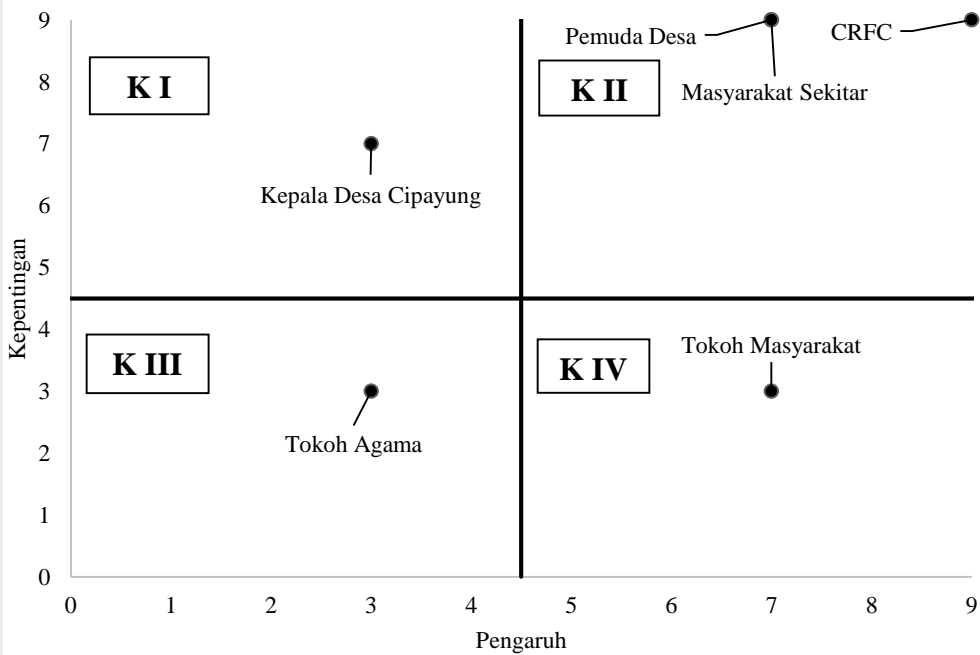 9
8
7
6
5
4
3
2
1
0
Kepentingan
K I
K II
K III
K IV
Pemuda Desa
CRFC
Masyarakat Sekitar
Kepala Desa Cipayung
Tokoh Masyarakat
Tokoh Agama
0 1 2 3 4 5 6 7 8 9
Pengaruh